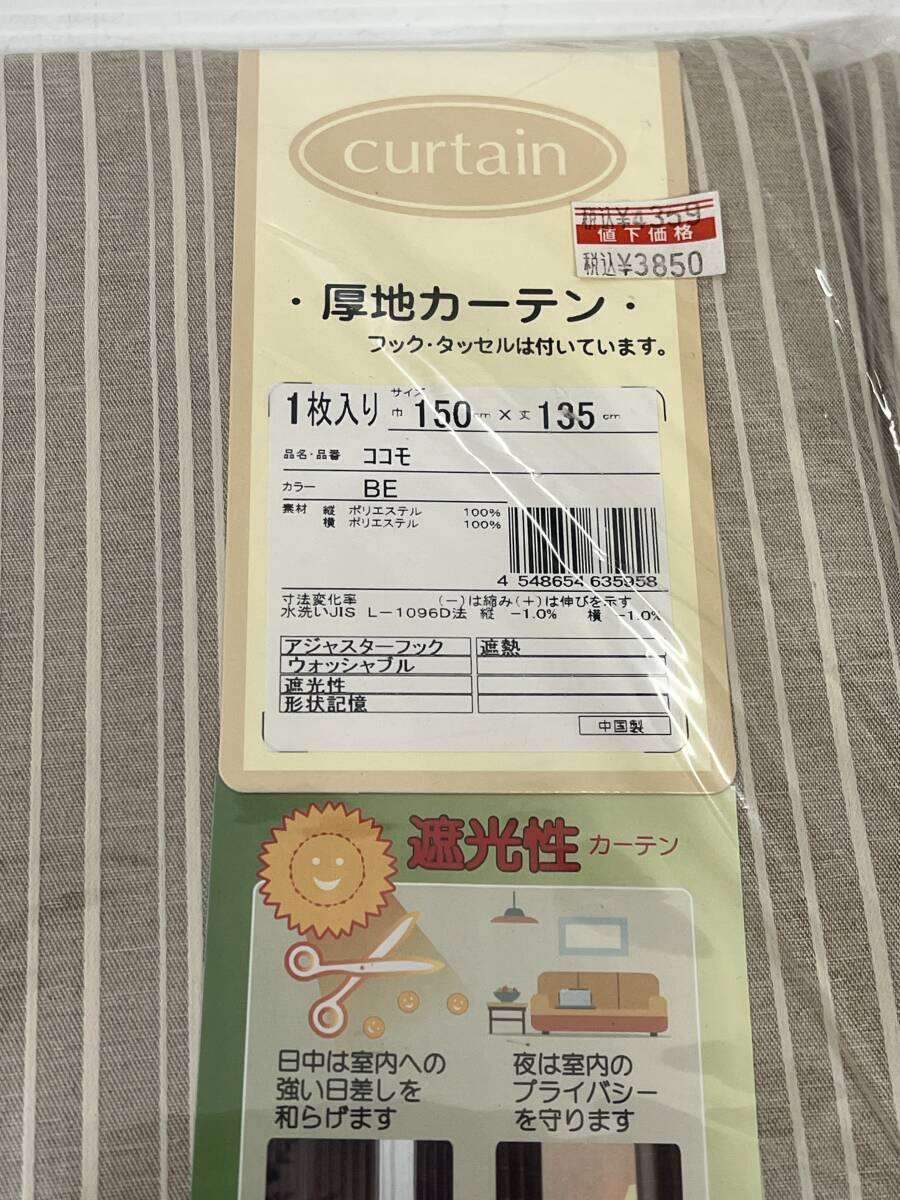 curtain
税込¥4359
値下価格
税込¥3850
・厚地カーテン・
フック・タッセルは付いています。
1枚入り サイズ 巾 150cm × 丈 135cm
品名・品番 ココモ
カラー BE
素材 縦 ポリエステル 100%
横 ポリエステル 100%
4 548654 635958
寸法変化率 (−)は縮み(+)は伸びを示す
水洗いJIS L-1096D法 縦 -1.0% 横 -1.0%
アジャスターフック 遮熱
ウォッシャブル
遮光性
形状記憶
中国製
遮光性 カーテン
日中は室内への
強い日差しを
和らげます
夜は室内の
プライバシー
を守ります